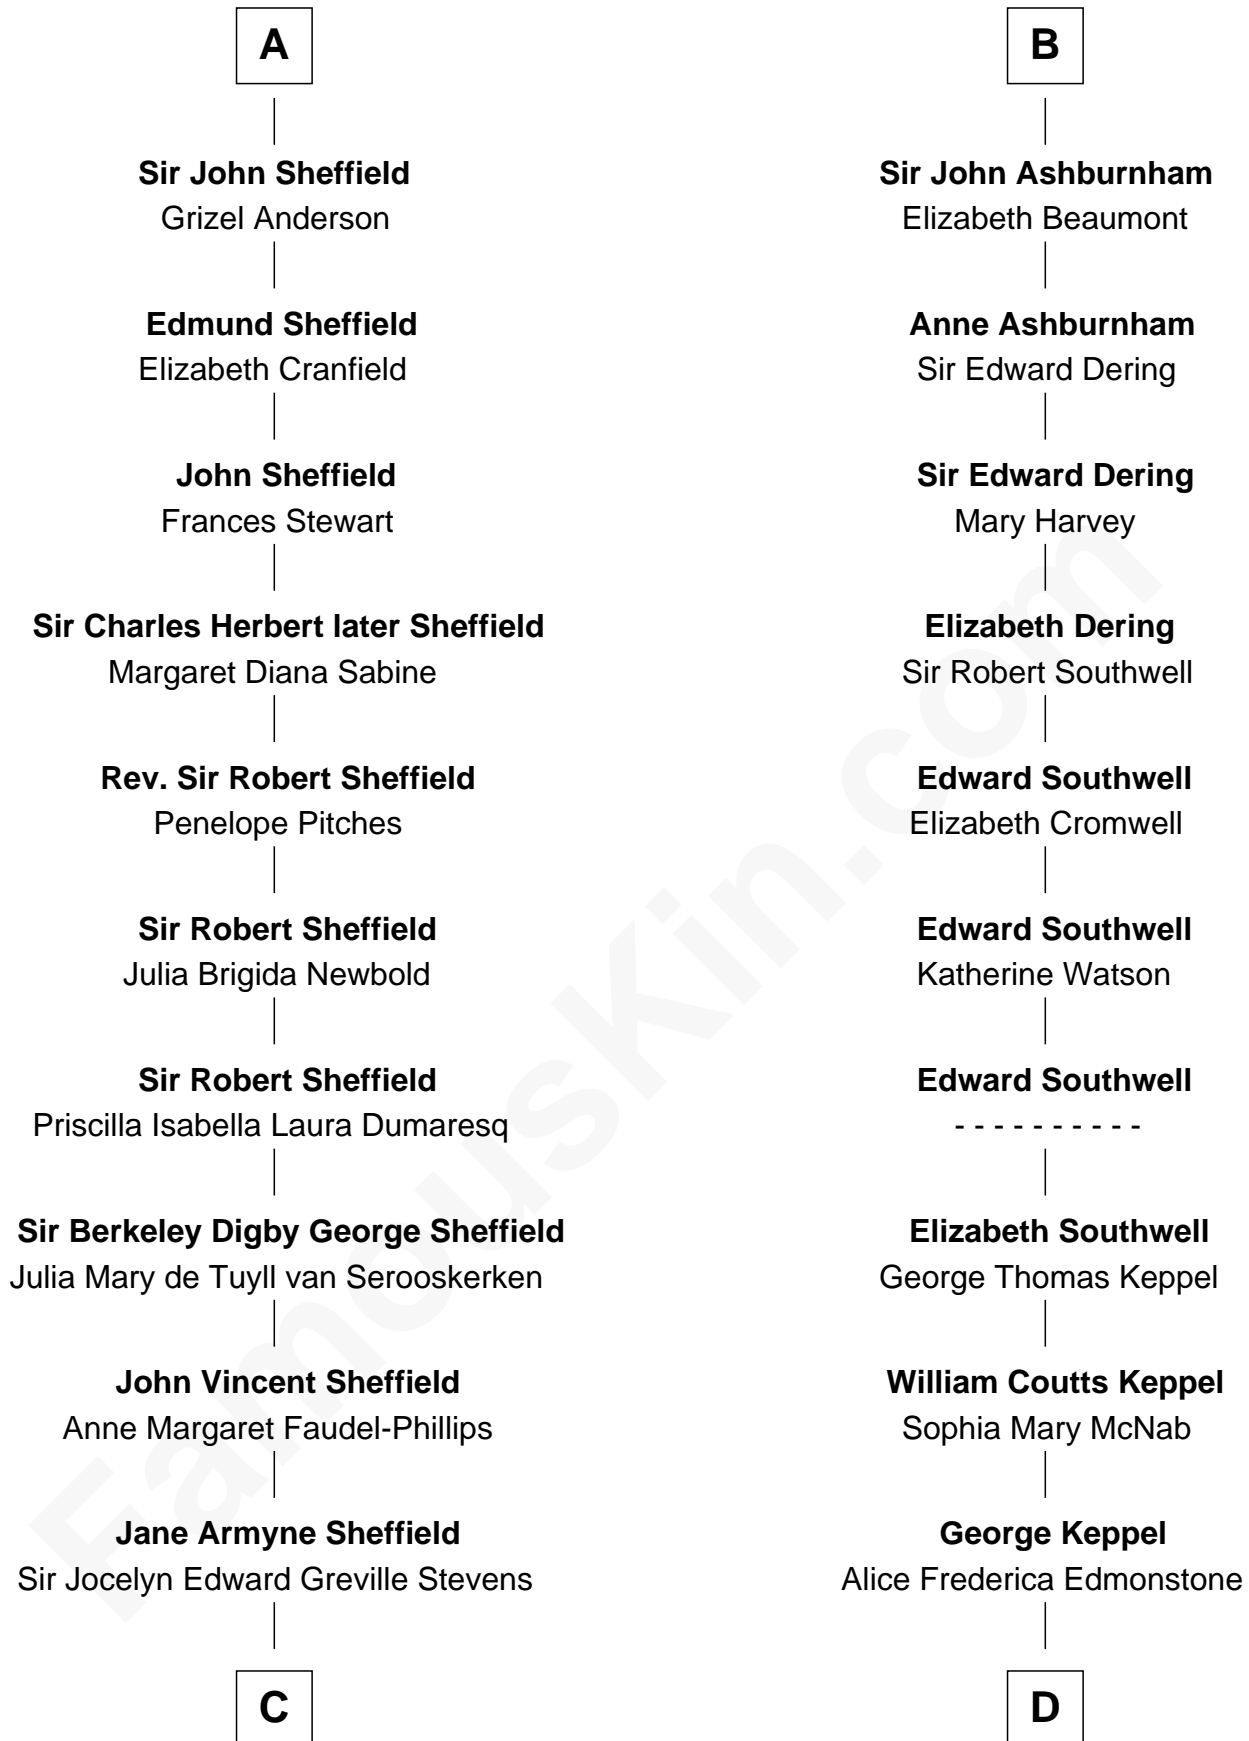 A
Sir John Sheffield
Grizel Anderson
Edmund Sheffield
Elizabeth Cranfield
John Sheffield
Frances Stewart
Sir Charles Herbert later Sheffield
Margaret Diana Sabine
Rev. Sir Robert Sheffield
Penelope Pitches
Sir Robert Sheffield
Julia Brigida Newbold
Sir Robert Sheffield
Priscilla Isabella Laura Dumaresq
Sir Berkeley Digby George Sheffield
Julia Mary de Tuyll van Serooskerken
John Vincent Sheffield
Anne Margaret Faudel-Phillips
Jane Armyne Sheffield
Sir Jocelyn Edward Greville Stevens
C
B
Sir John Ashburnham
Elizabeth Beaumont
Anne Ashburnham
Sir Edward Dering
Sir Edward Dering
Mary Harvey
Elizabeth Dering
Sir Robert Southwell
Edward Southwell
Elizabeth Cromwell
Edward Southwell
Katherine Watson
Edward Southwell
- - - - - - - - - -
Elizabeth Southwell
George Thomas Keppel
William Coutts Keppel
Sophia Mary McNab
George Keppel
Alice Frederica Edmonstone
D
FamousKin.com